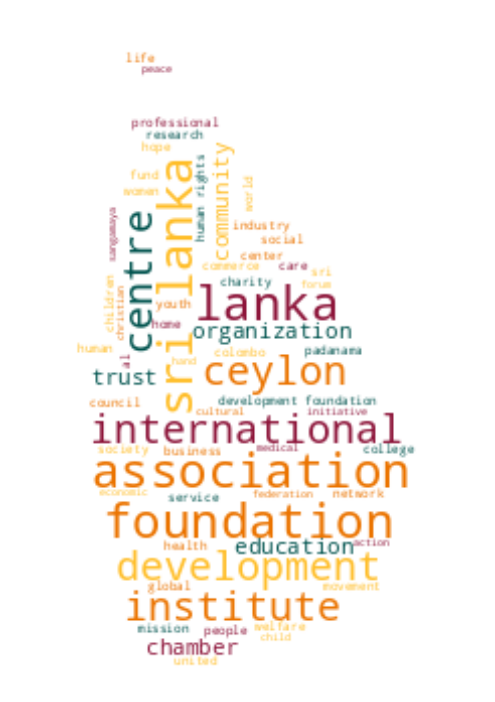 life
peace
professional
research
hope
community
human rights
sri lanka
fund
world
women
sangamaya
centre
industry
social
center
commerce care
sri
children
christian
charity
forum
youth
lanka
home
organization
human
al
hand
colombo
padanama
trust
ceylon
council
development foundation
cultural
initiative
international
society
business
medical
college
association
economic
service
federation
network
foundation
health
education
action
development
global
movement
institute
mission
people
welfare
child
chamber
united